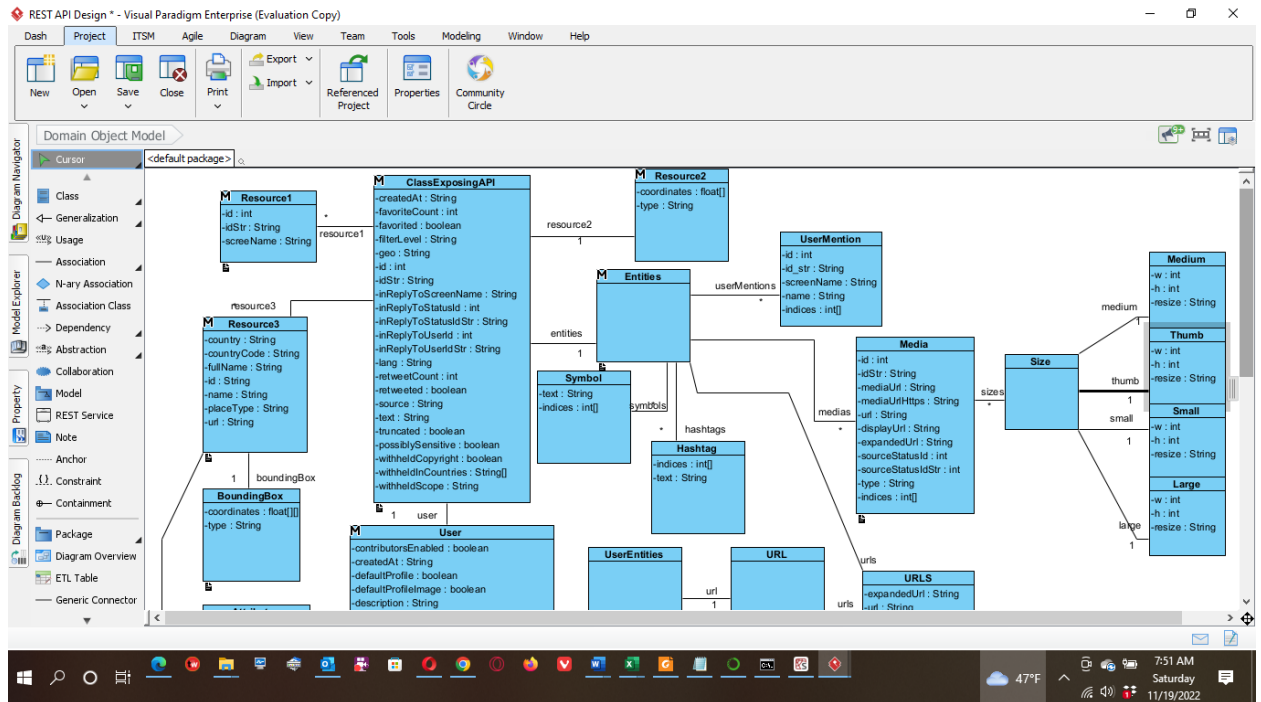 REST API Design * - Visual Paradigm Enterprise (Evaluation Copy)
Dash Project ITSM Agile Diagram View Team Tools Modeling Window Help
New
Open
Save
Close
Print
Export
Import
Referenced
Project
Properties
Community
Circle
Domain Object Model
Diagram Navigator
Model Explorer
Property
Diagram Backlog
Cursor
Class
Generalization
Usage
Association
N-ary Association
Association Class
Dependency
Abstraction
Collaboration
Model
REST Service
Note
Anchor
Constraint
Containment
Package
Diagram Overview
ETL Table
Generic Connector
<default package>
Resource1
-id : int
-idStr : String
-screeName : String
*
resource1
ClassExposingAPI
-createdAt : String
-favoriteCount : int
-favorited : boolean
-filterLevel : String
-geo : String
-id : int
-idStr : String
-inReplyToScreenName : String
-inReplyToStatusId : int
-inReplyToStatusIdStr : String
-inReplyToUserId : int
-inReplyToUserIdStr : String
-lang : String
-retweetCount : int
-retweeted : boolean
-source : String
-text : String
-truncated : boolean
-possiblySensitive : boolean
-withheldCopyright : boolean
-withheldInCountries : String[]
-withheldScope : String
resource2
1
Resource2
-coordinates : float[]
-type : String
resource3
Resource3
-country : String
-countryCode : String
-fullName : String
-id : String
-name : String
-placeType : String
-url : String
1 boundingBox
BoundingBox
-coordinates : float[][]
-type : String
entities
1
Entities
userMentions
*
UserMention
-id : int
-id_str : String
-screenName : String
-name : String
-indices : int[]
Symbol
-text : String
-indices : int[]
symbols
*
hashtags
Hashtag
-indices : int[]
-text : String
medias
*
Media
-id : int
-idStr : String
-mediaUrl : String
-mediaUrlHttps : String
-url : String
-displayUrl : String
-expandedUrl : String
-sourceStatusId : int
-sourceStatusIdStr : int
-type : String
-indices : int[]
sizes
*
Size
medium
1
Medium
-w : int
-h : int
-resize : String
thumb
1
Thumb
-w : int
-h : int
-resize : String
small
1
Small
-w : int
-h : int
-resize : String
large
1
Large
-w : int
-h : int
-resize : String
1 user
User
-contributorsEnabled : boolean
-createdAt : String
-defaultProfile : boolean
-defaultProfileImage : boolean
-description : String
UserEntities
url
1
URL
urls
urls
URLS
-expandedUrl : String
-url : String
47°F
7:51 AM
Saturday
11/19/2022